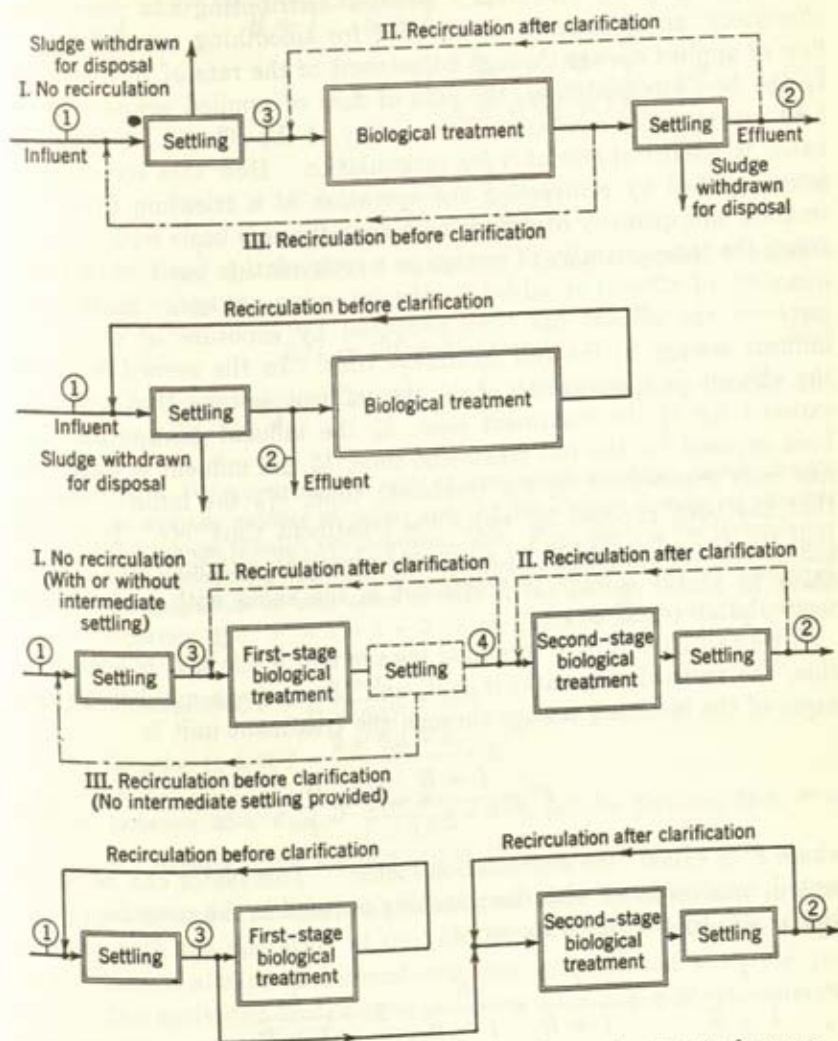 Sludge withdrawn
for disposal
I. No recirculation
II. Recirculation after clarification
1
3
2
Settling
Biological treatment
Settling
Influent
Effluent
Sludge
withdrawn
for disposal
III. Recirculation before clarification
Recirculation before clarification
1
Settling
Biological treatment
Influent
2
Sludge withdrawn
for disposal
Effluent
I. No recirculation
(With or without
intermediate
settling)
II. Recirculation after clarification
II. Recirculation after clarification
1
3
4
2
Settling
First-stage
biological
treatment
Settling
Second-stage
biological
treatment
Settling
III. Recirculation before clarification
(No intermediate settling provided)
Recirculation before clarification
Recirculation after clarification
1
3
2
Settling
First-stage
biological
treatment
Second-stage
biological
treatment
Settling